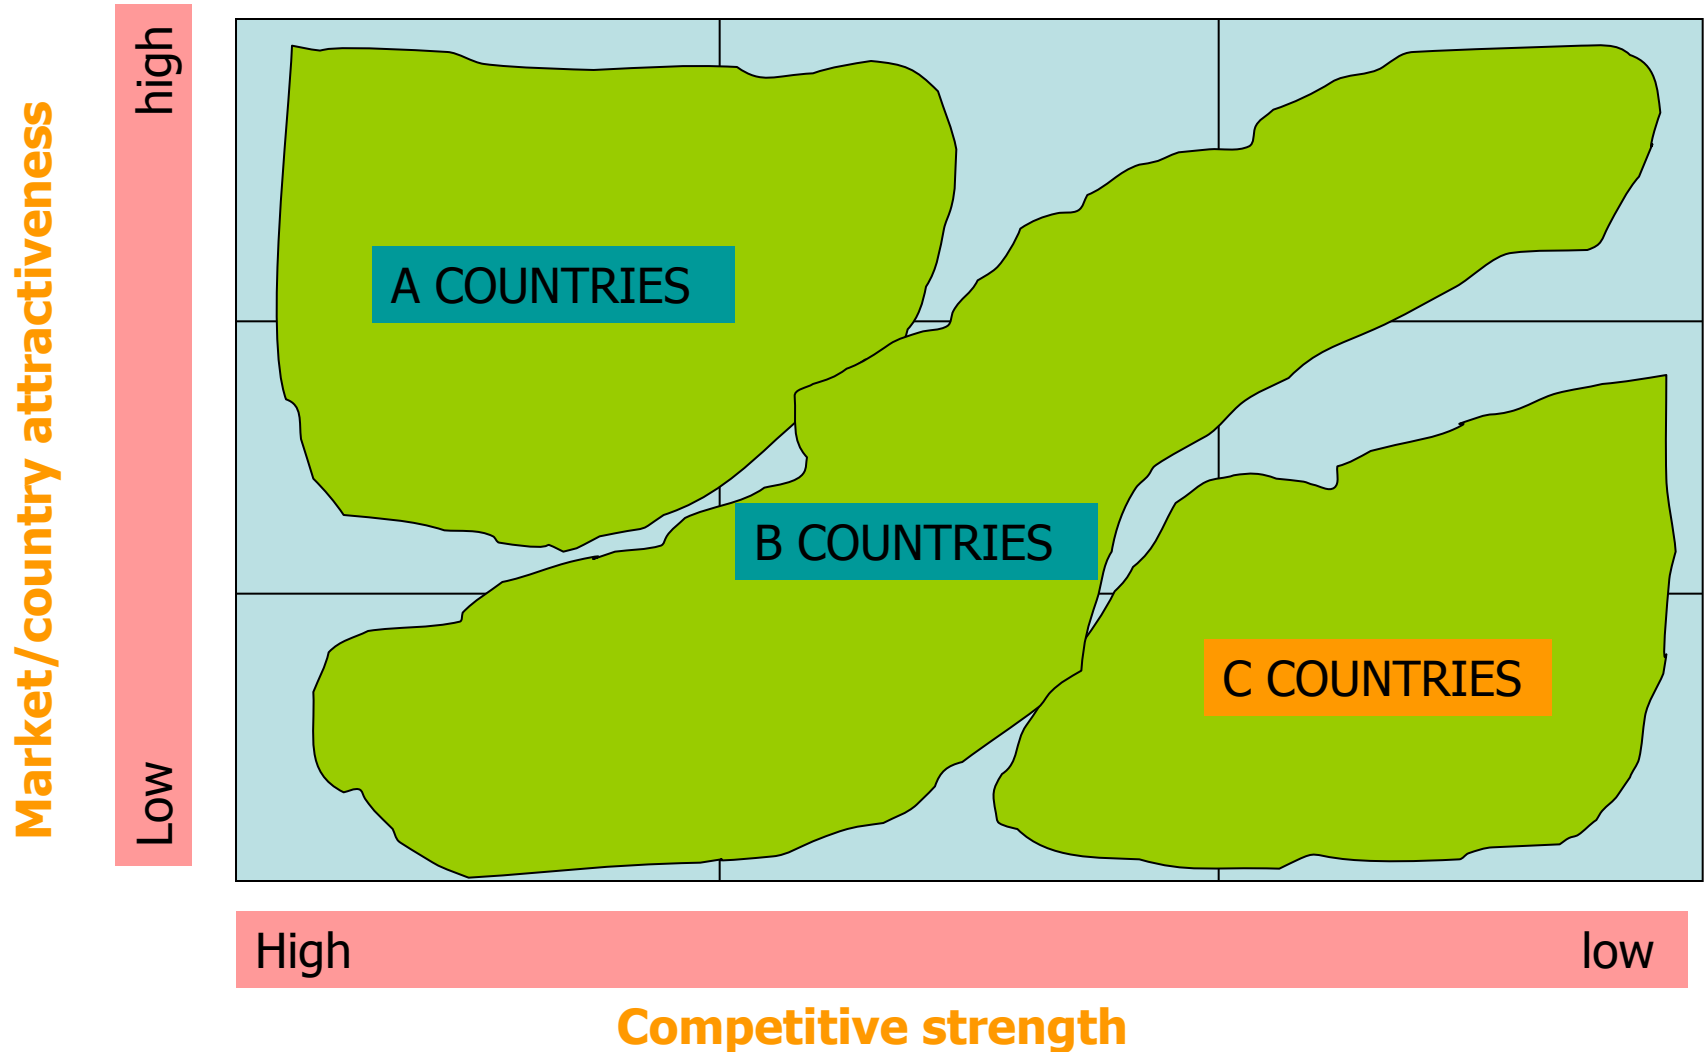 Market/country attractiveness
high
Low
A COUNTRIES
B COUNTRIES
C COUNTRIES
High
low
Competitive strength